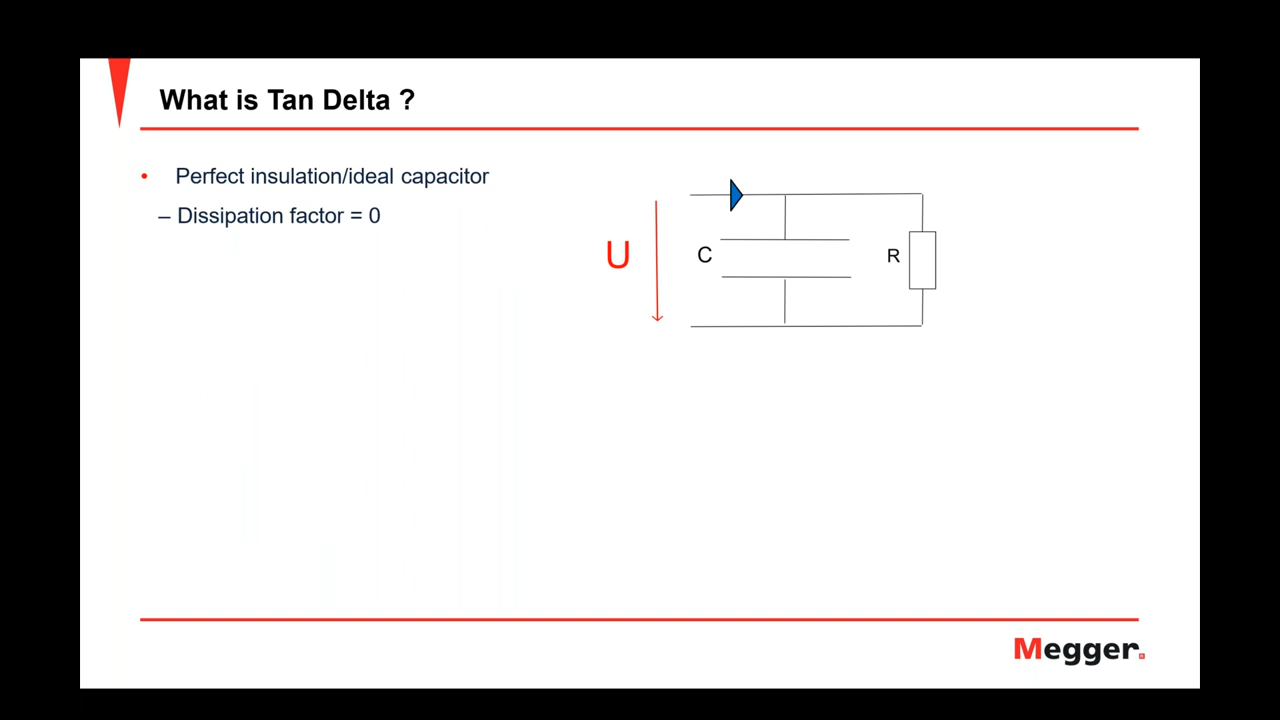 What is Tan Delta ?
• Perfect insulation/ideal capacitor
– Dissipation factor = 0
U
C
R
Megger.